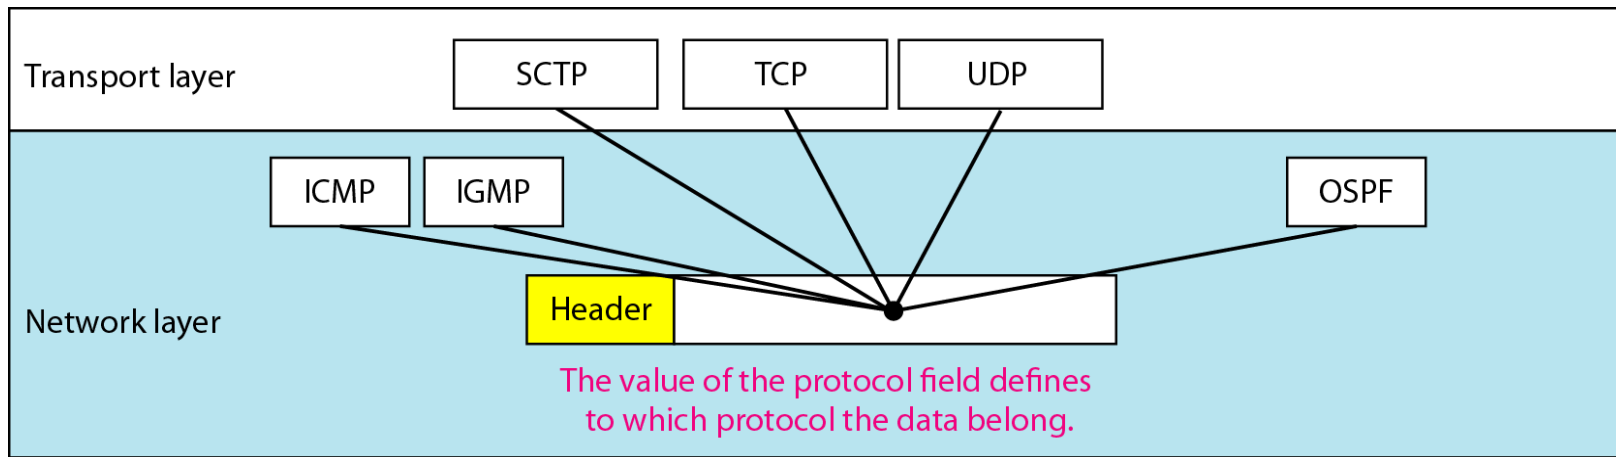 Transport layer
SCTP
TCP
UDP
ICMP
IGMP
OSPF
Network layer
Header
The value of the protocol field defines
to which protocol the data belong.